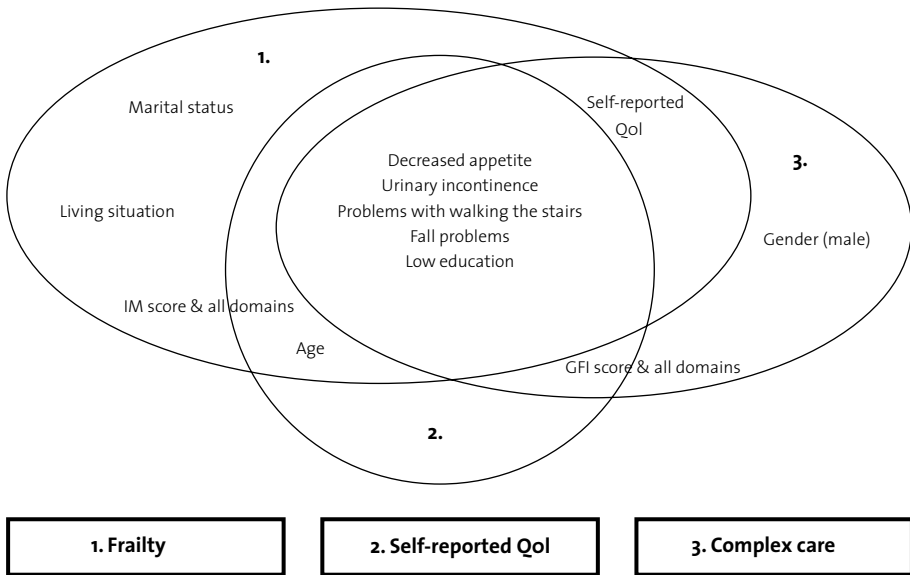 1.
Marital status
Self-reported
Qol
3.
Decreased appetite
Urinary incontinence
Problems with walking the stairs
Fall problems
Low education
Living situation
Gender (male)
IM score & all domains
Age
GFI score & all domains
2.
1. Frailty
2. Self-reported Qol
3. Complex care